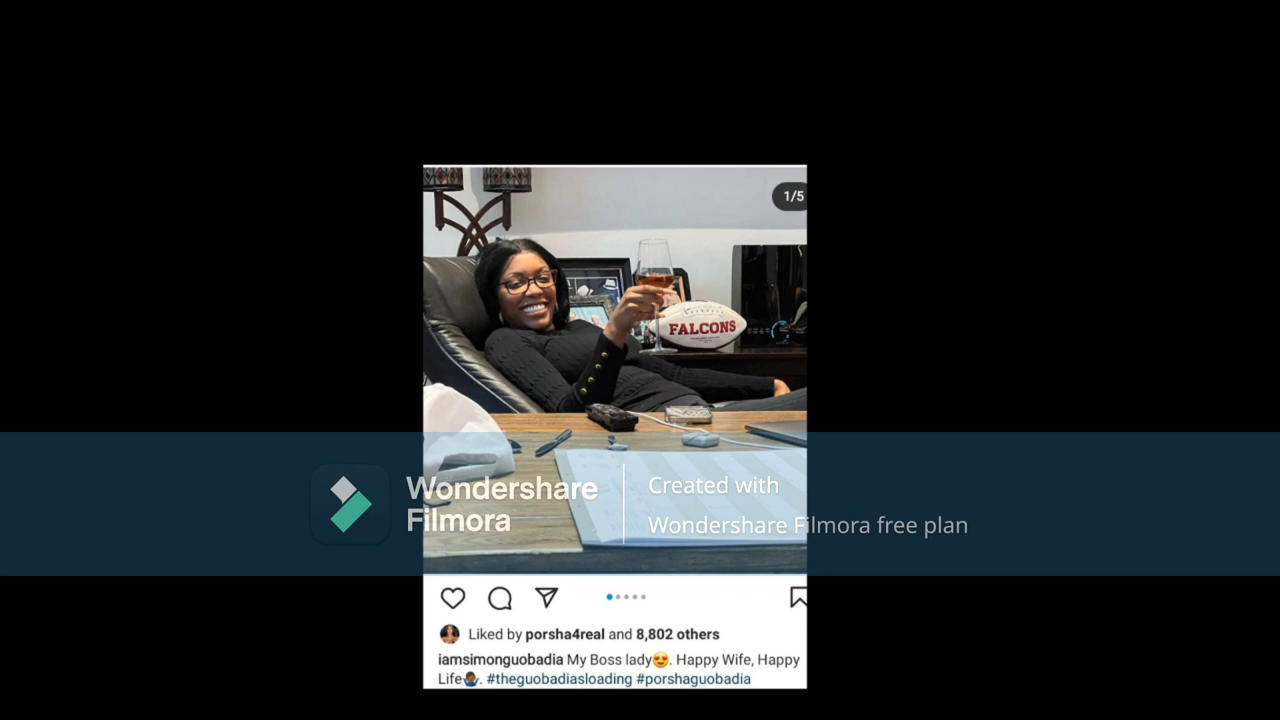 1/5
FALCONS
Wondershare
Filmora
Created with
Wondershare Filmora free plan
Liked by porsha4real and 8,802 others
iamsimonguobadia My Boss lady😍. Happy Wife, Happy
Life🤷🏾‍♂️. #theguobadiasloading #porshaguobadia